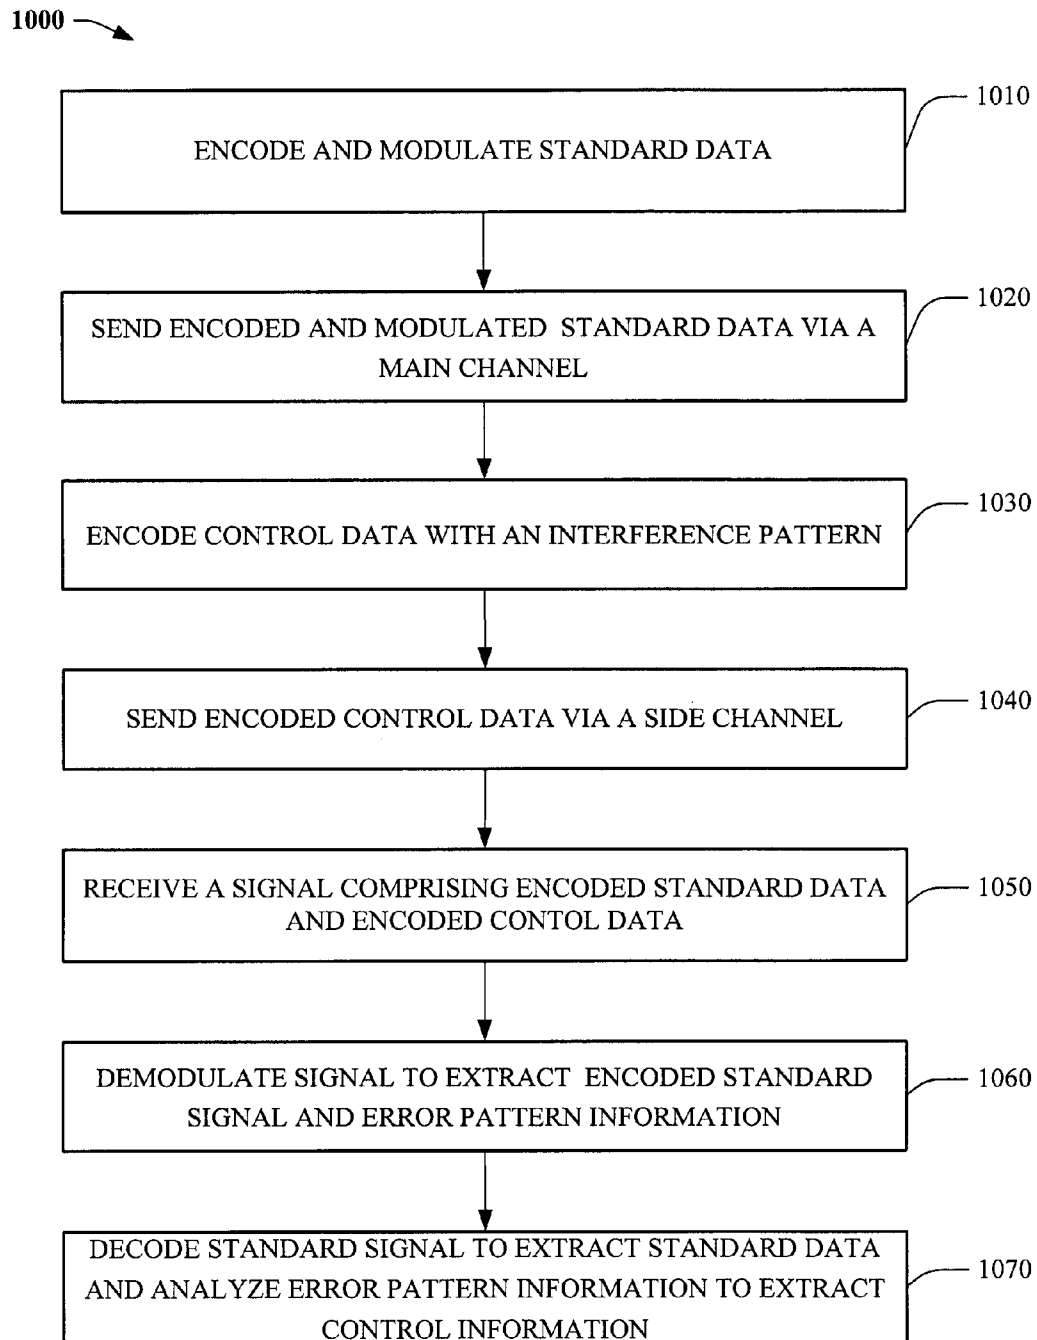 1000
1010
ENCODE AND MODULATE STANDARD DATA
1020
SEND ENCODED AND MODULATED STANDARD DATA VIA A
MAIN CHANNEL
1030
ENCODE CONTROL DATA WITH AN INTERFERENCE PATTERN
1040
SEND ENCODED CONTROL DATA VIA A SIDE CHANNEL
1050
RECEIVE A SIGNAL COMPRISING ENCODED STANDARD DATA
AND ENCODED CONTOL DATA
1060
DEMODULATE SIGNAL TO EXTRACT ENCODED STANDARD
SIGNAL AND ERROR PATTERN INFORMATION
1070
DECODE STANDARD SIGNAL TO EXTRACT STANDARD DATA
AND ANALYZE ERROR PATTERN INFORMATION TO EXTRACT
CONTROL INFORMATION